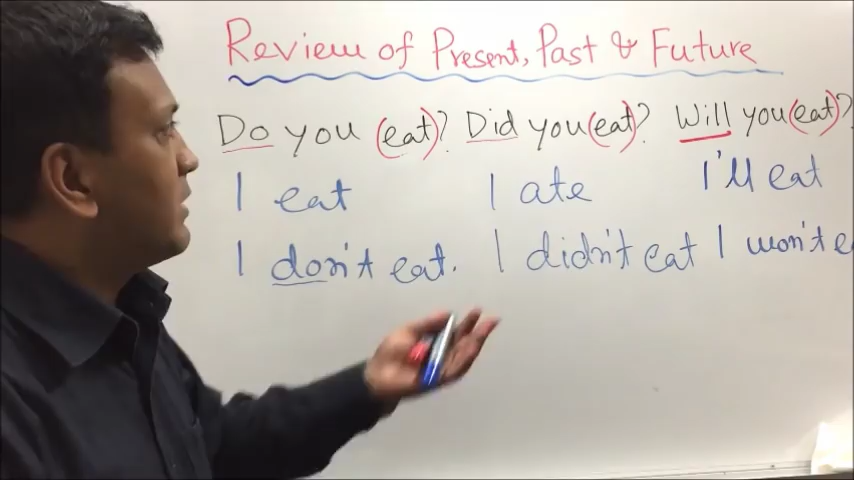 Review of Present, Past & Future
Do you (eat)? Did you (eat)? Will you (eat)?
I eat I ate I'll eat
I don't eat. I didn't eat I won't e